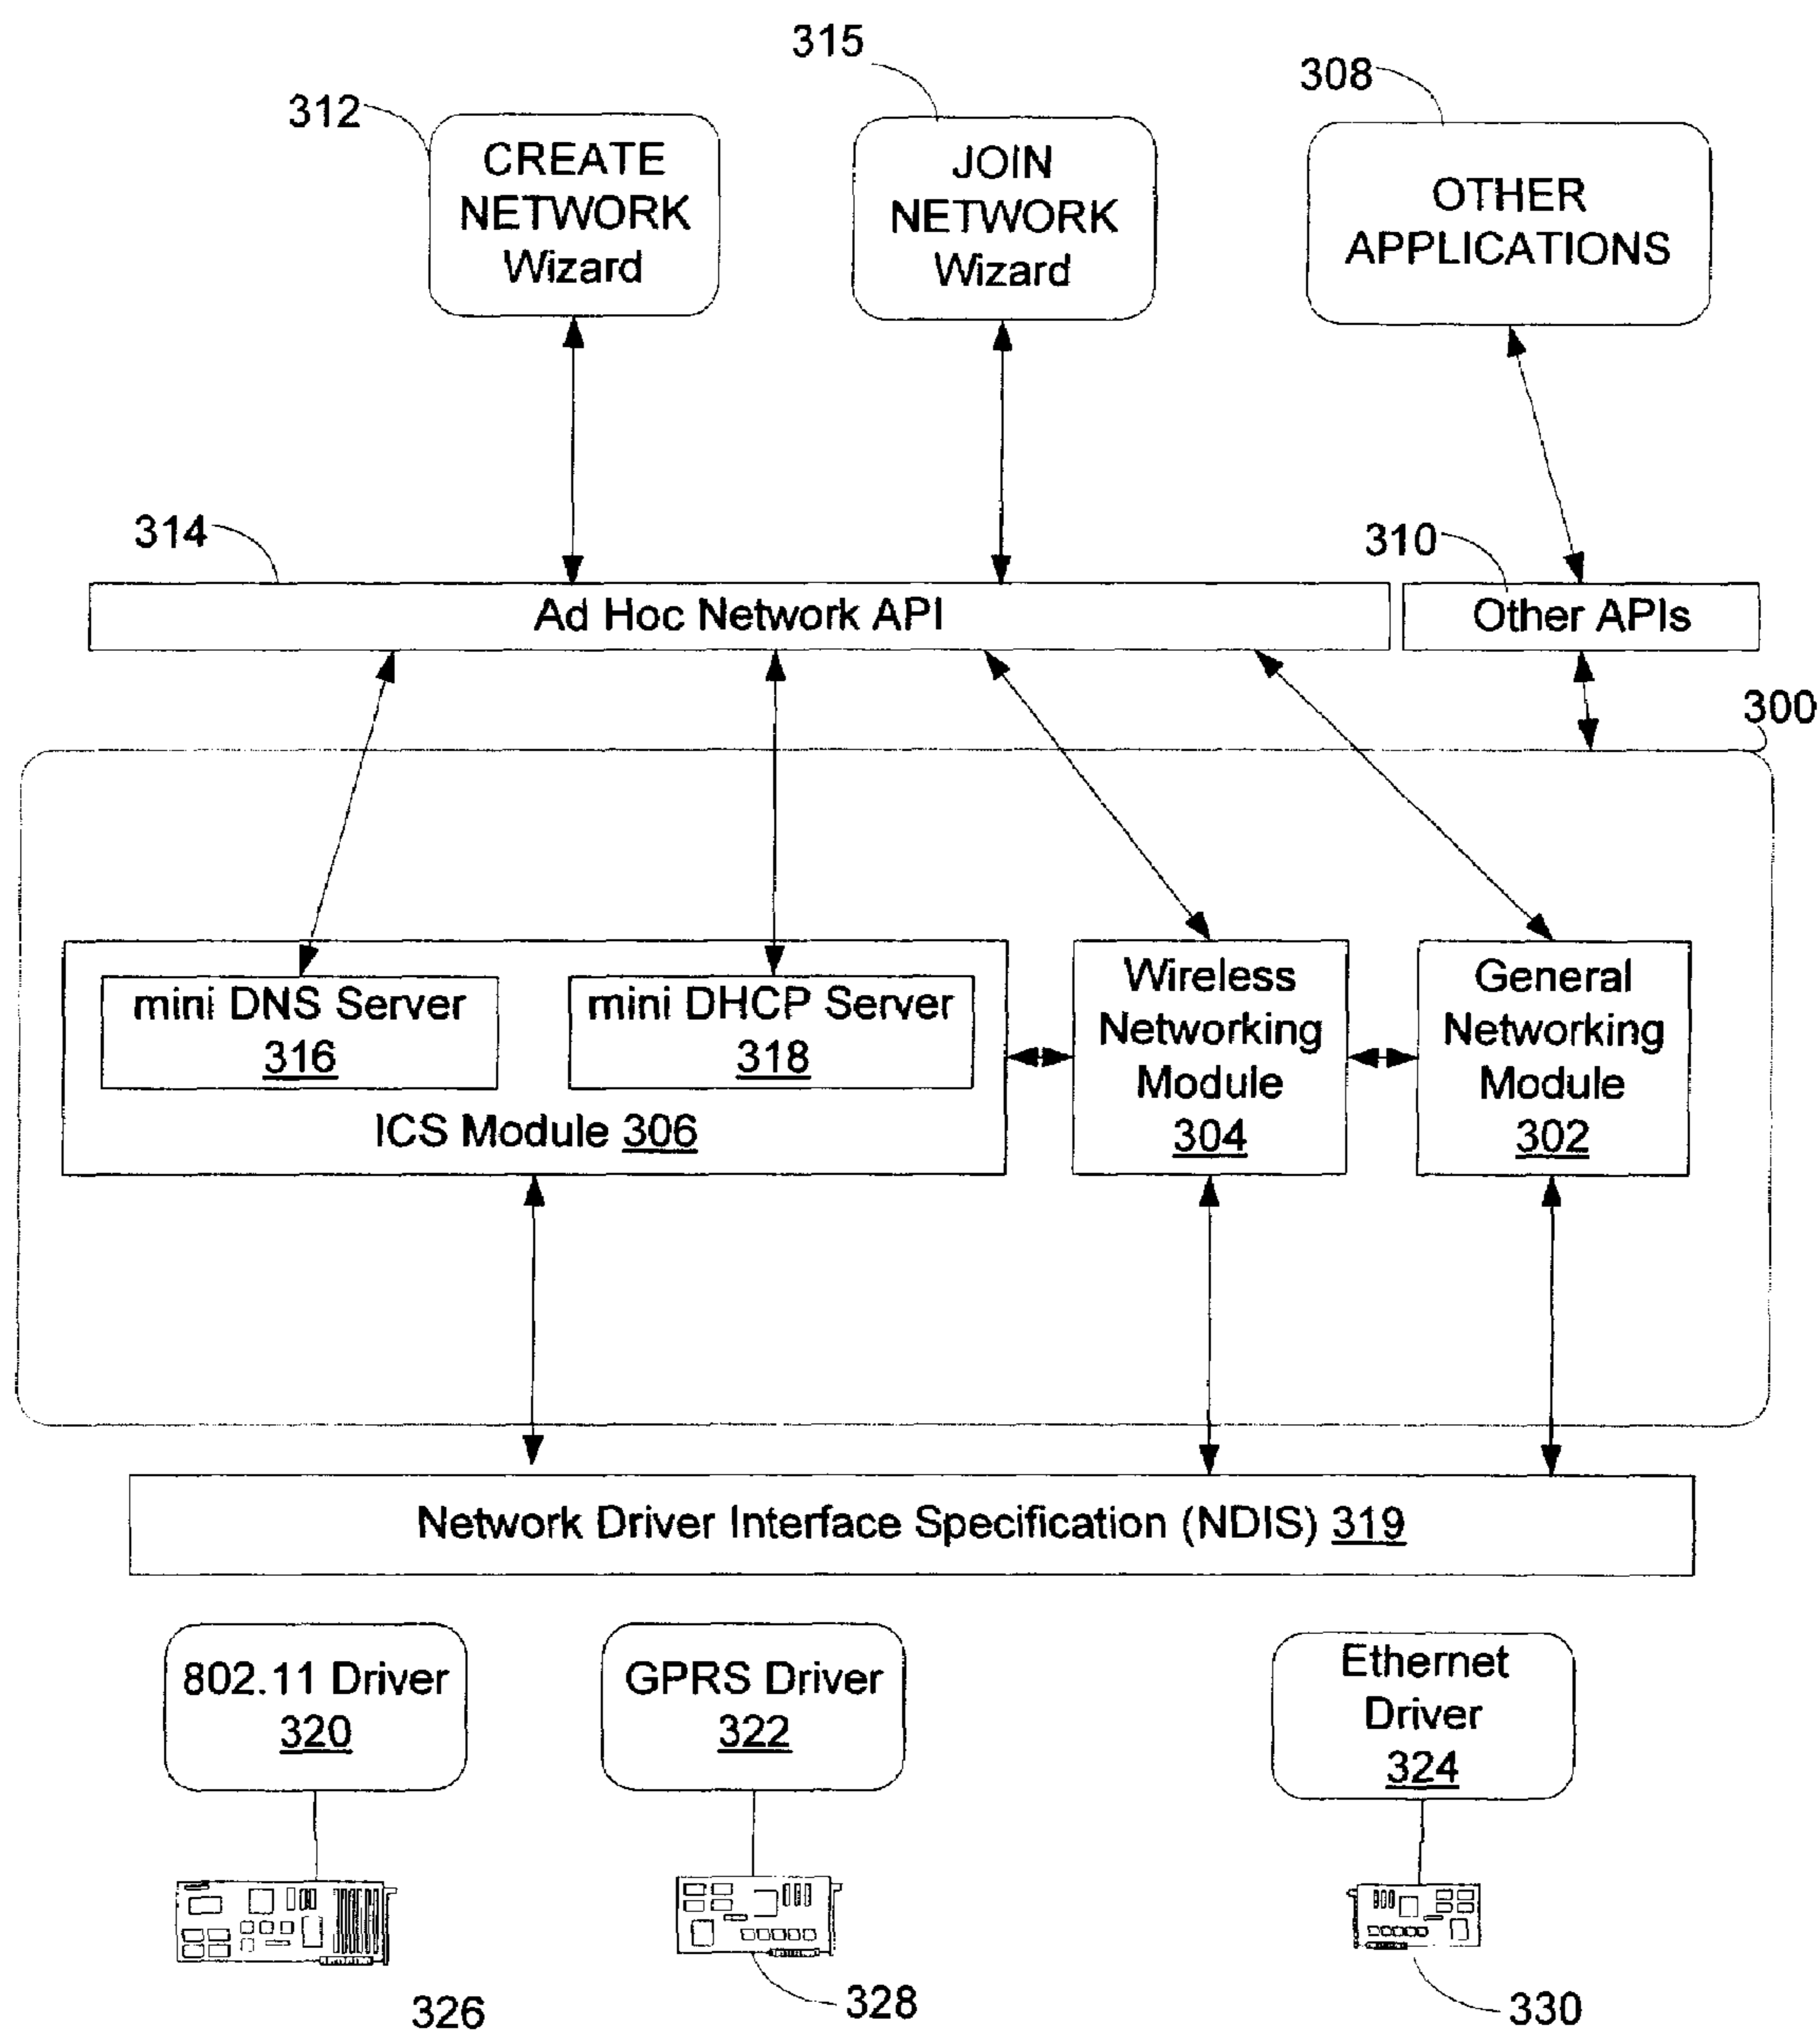 315
308
312
CREATE
NETWORK
Wizard
JOIN
NETWORK
Wizard
OTHER
APPLICATIONS
314
310
Ad Hoc Network API
Other APIs
300
mini DNS Server
316
mini DHCP Server
318
ICS Module 306
Wireless
Networking
Module
304
General
Networking
Module
302
Network Driver Interface Specification (NDIS) 319
802.11 Driver
320
GPRS Driver
322
Ethernet
Driver
324
326
328
330